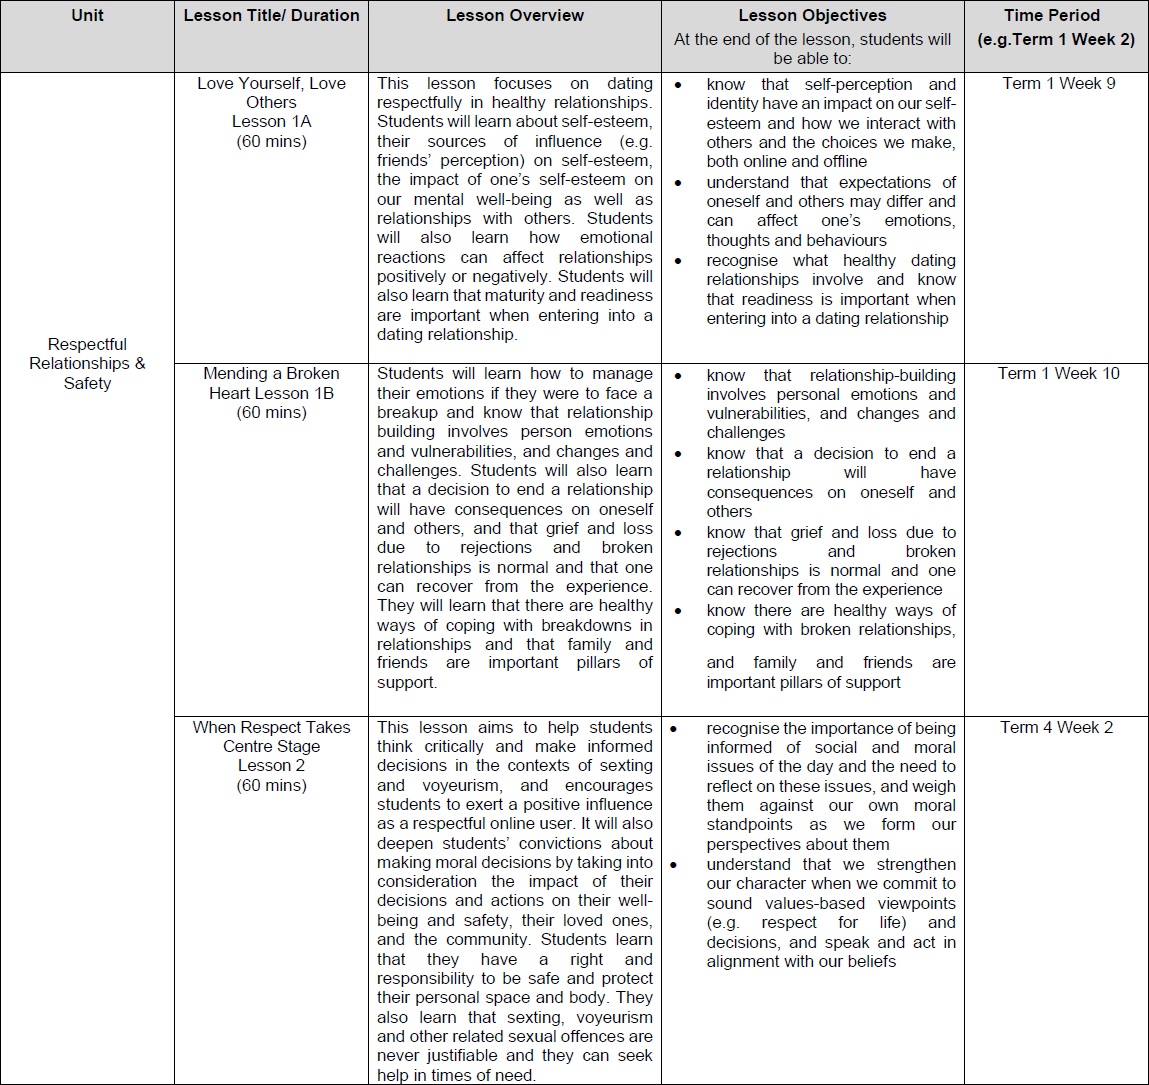 Unit
Lesson Title/ Duration
Lesson Overview
Lesson Objectives
At the end of the lesson, students will
be able to:
Time Period
(e.g.Term 1 Week 2)
Respectful
Relationships &
Safety
Love Yourself, Love
Others
Lesson 1A
(60 mins)
This lesson focuses on dating
respectfully in healthy relationships.
Students will learn about self-esteem,
their sources of influence (e.g.
friends’ perception) on self-esteem,
the impact of one’s self-esteem on
our mental well-being as well as
relationships with others. Students
will also learn how emotional
reactions can affect relationships
positively or negatively. Students will
also learn that maturity and readiness
are important when entering into a
dating relationship.
• know that self-perception and
identity have an impact on our self-
esteem and how we interact with
others and the choices we make,
both online and offline
• understand that expectations of
oneself and others may differ and
can affect one’s emotions,
thoughts and behaviours
• recognise what healthy dating
relationships involve and know
that readiness is important when
entering into a dating relationship
Term 1 Week 9
Mending a Broken
Heart Lesson 1B
(60 mins)
Students will learn how to manage
their emotions if they were to face a
breakup and know that relationship
building involves person emotions
and vulnerabilities, and changes and
challenges. Students will also learn
that a decision to end a relationship
will have consequences on oneself
and others, and that grief and loss
due to rejections and broken
relationships is normal and that one
can recover from the experience.
They will learn that there are healthy
ways of coping with breakdowns in
relationships and that family and
friends are important pillars of
support.
• know that relationship-building
involves personal emotions and
vulnerabilities, and changes and
challenges
• know that a decision to end a
relationship will have
consequences on oneself and
others
• know that grief and loss due to
rejections and broken
relationships is normal and one
can recover from the experience
• know there are healthy ways of
coping with broken relationships,
and family and friends are
important pillars of support
Term 1 Week 10
When Respect Takes
Centre Stage
Lesson 2
(60 mins)
This lesson aims to help students
think critically and make informed
decisions in the contexts of sexting
and voyeurism, and encourages
students to exert a positive influence
as a respectful online user. It will also
deepen students’ convictions about
making moral decisions by taking into
consideration the impact of their
decisions and actions on their well-
being and safety, their loved ones,
and the community. Students learn
that they have a right and
responsibility to be safe and protect
their personal space and body. They
also learn that sexting, voyeurism
and other related sexual offences are
never justifiable and they can seek
help in times of need.
• recognise the importance of being
informed of social and moral
issues of the day and the need to
reflect on these issues, and weigh
them against our own moral
standpoints as we form our
perspectives about them
• understand that we strengthen
our character when we commit to
sound values-based viewpoints
(e.g. respect for life) and
decisions, and speak and act in
alignment with our beliefs
Term 4 Week 2